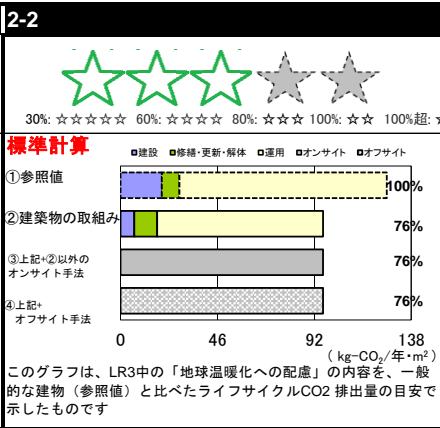 2-2
30%: ☆☆☆☆☆ 60%: ☆☆☆☆ 80%: ☆☆☆ 100%: ☆☆ 100%超:
標準計算
■建設 ■修繕・更新・解体 □運用 ■オンサイト ■オフサイト
①参照値 100%
②建築物の取組み 76%
③上記+②以外の
オンサイト手法 76%
④上記+
オフサイト手法 76%
0 46 92 138
( kg-CO₂/年・m² )
このグラフは、LR3中の「地球温暖化への配慮」の内容を、一般
的な建物（参照値）と比べたライフサイクルCO2 排出量の目安で
示したものです